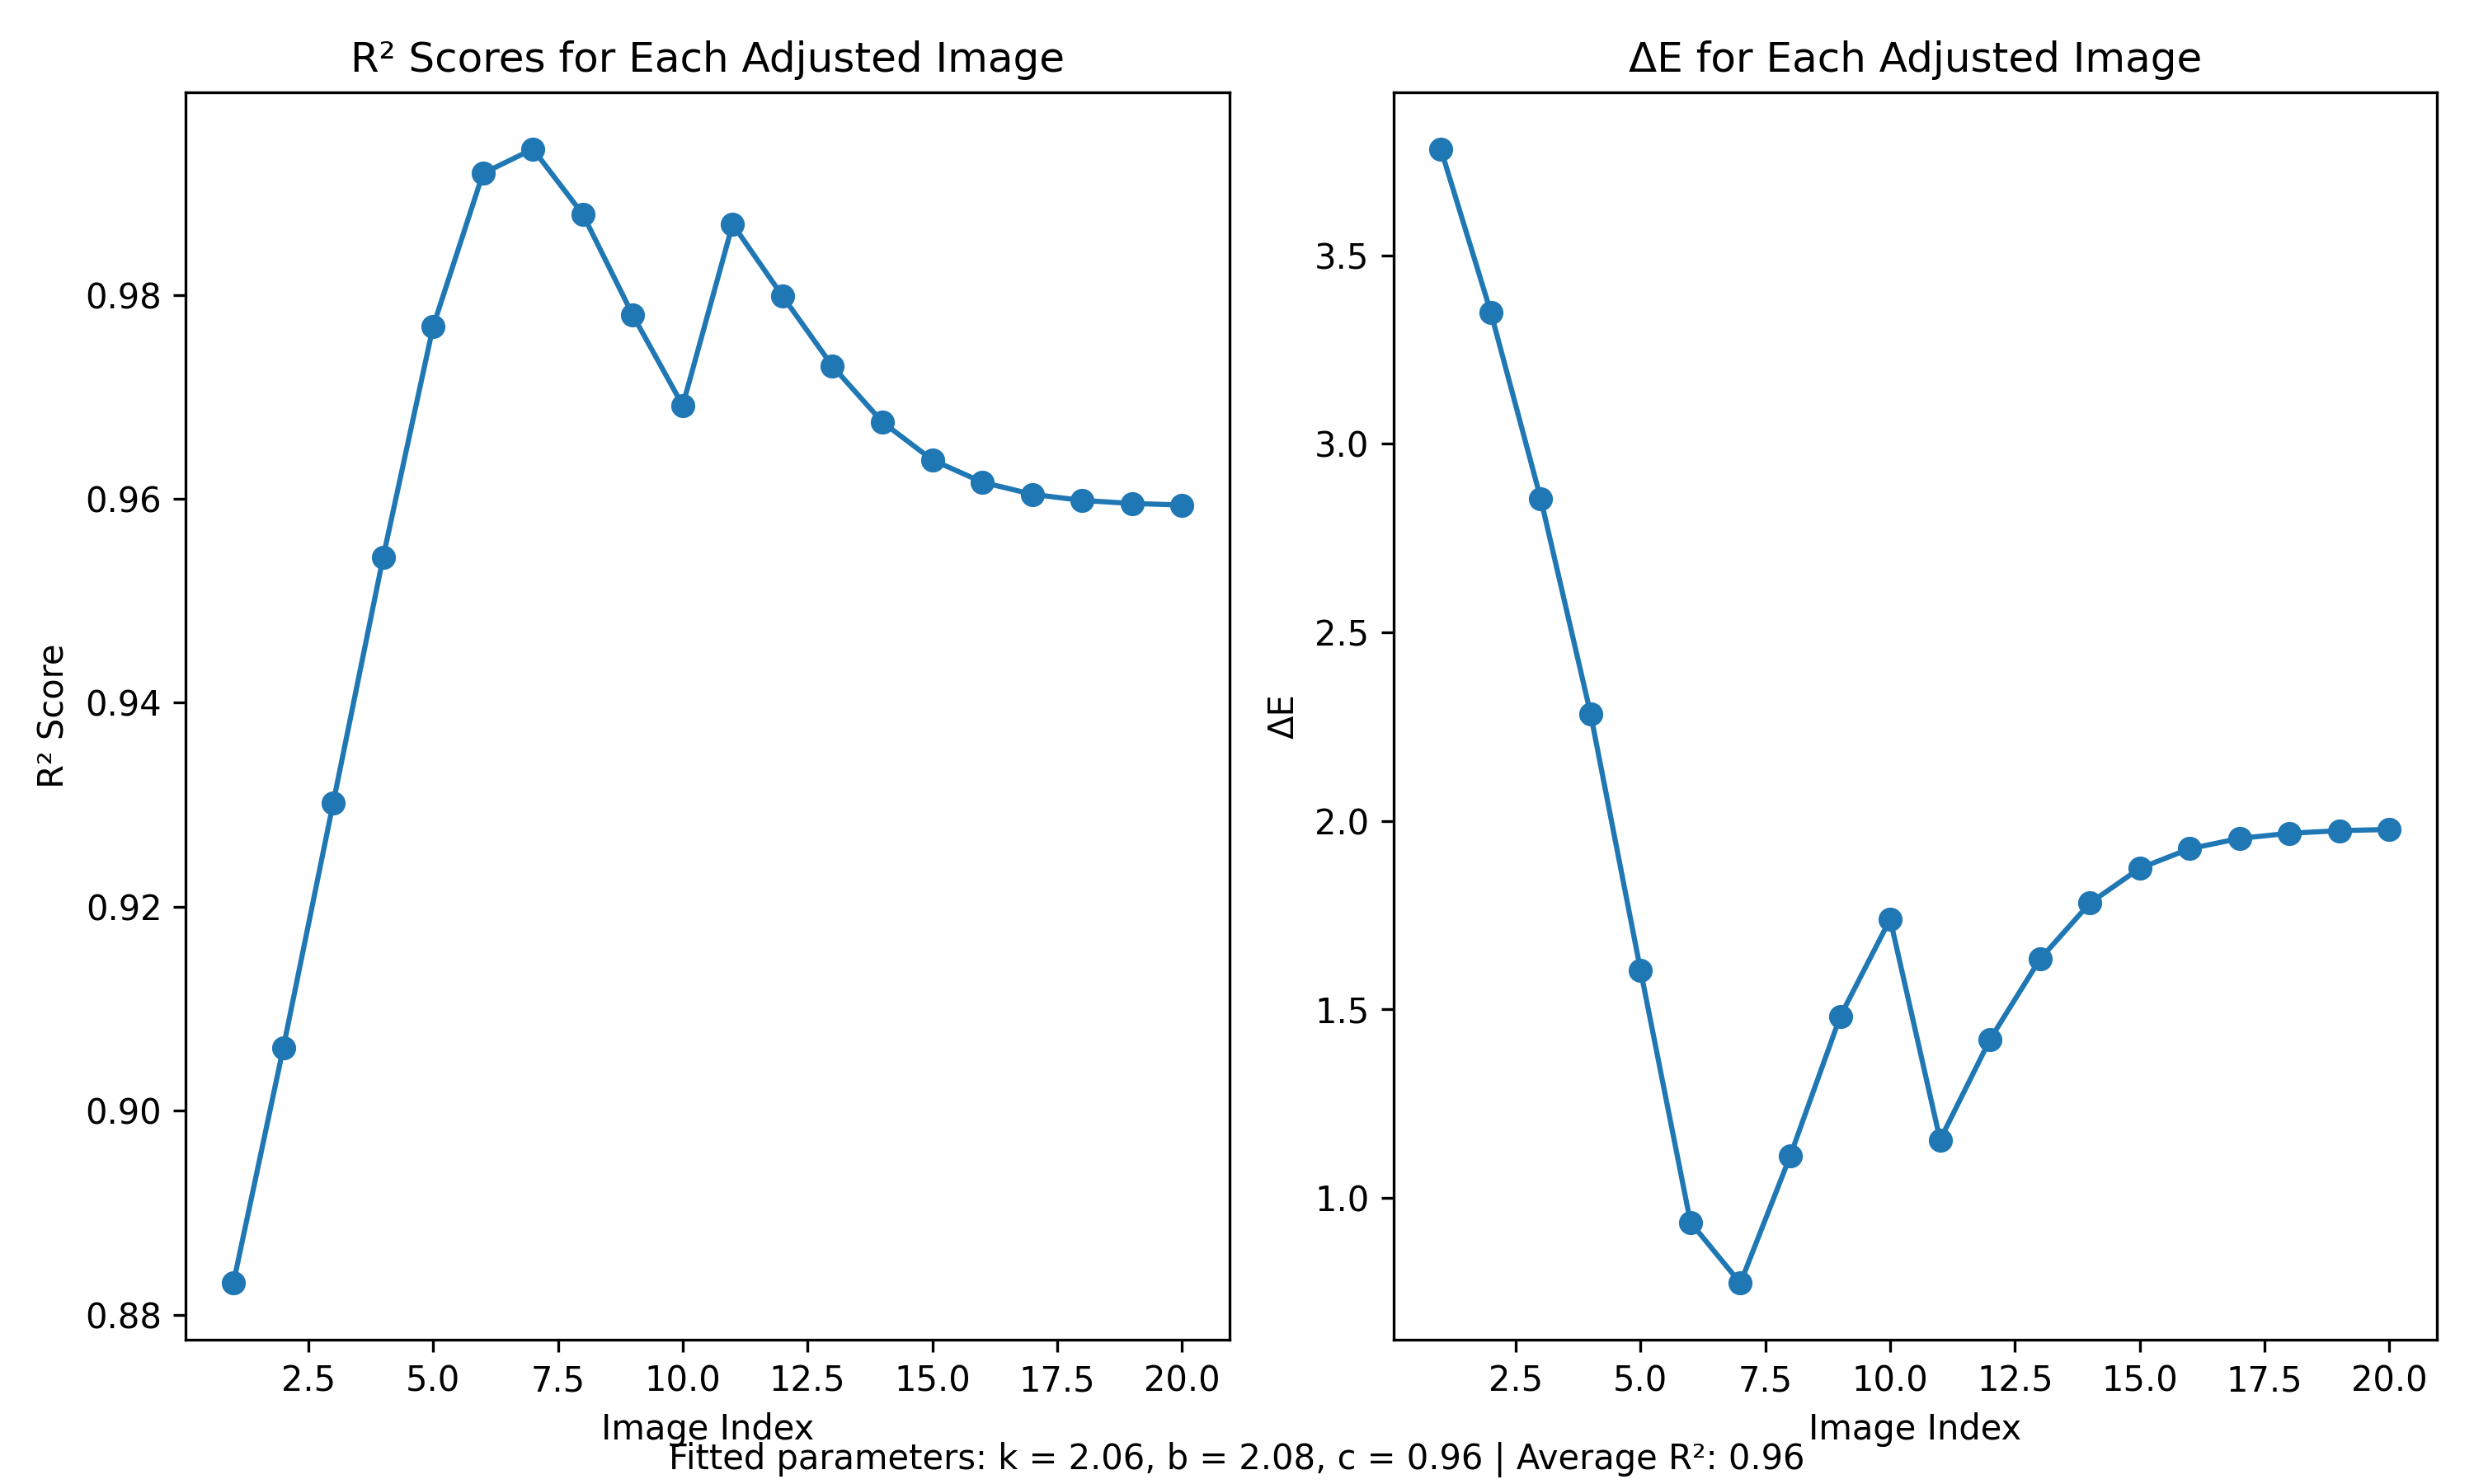 R² Scores for Each Adjusted Image
R² Score
0.98
0.96
0.94
0.92
0.90
0.88
2.5 5.0 7.5 10.0 12.5 15.0 17.5 20.0
Image Index
ΔE for Each Adjusted Image
ΔE
3.5
3.0
2.5
2.0
1.5
1.0
2.5 5.0 7.5 10.0 12.5 15.0 17.5 20.0
Image Index
Fitted parameters: k = 2.06, b = 2.08, c = 0.96 | Average R²: 0.96